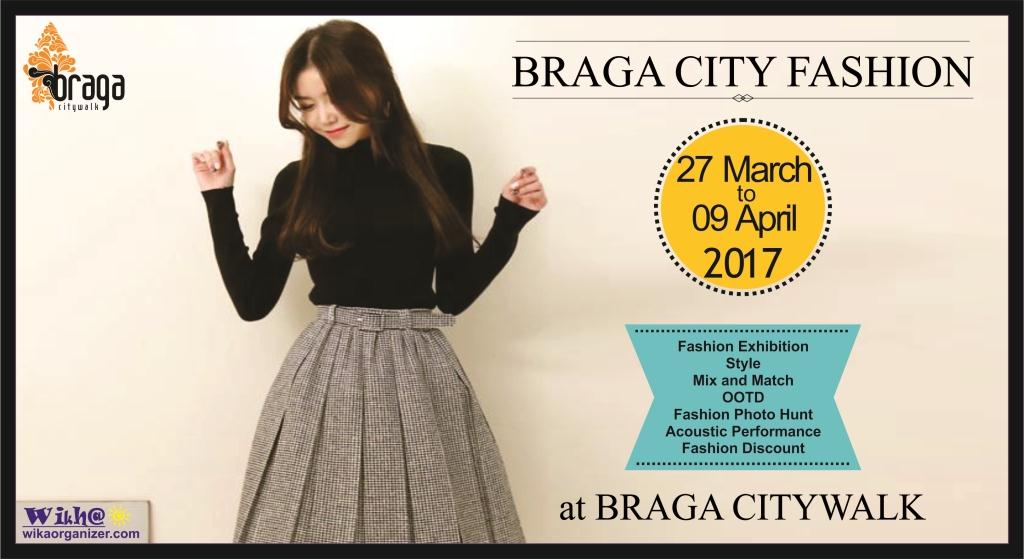 braga
citywalk
BRAGA CITY FASHION
27 March
to
09 April
2017
Fashion Exhibition
Style
Mix and Match
OOTD
Fashion Photo Hunt
Acoustic Performance
Fashion Discount
at BRAGA CITYWALK
Wikh@
wikaorganizer.com